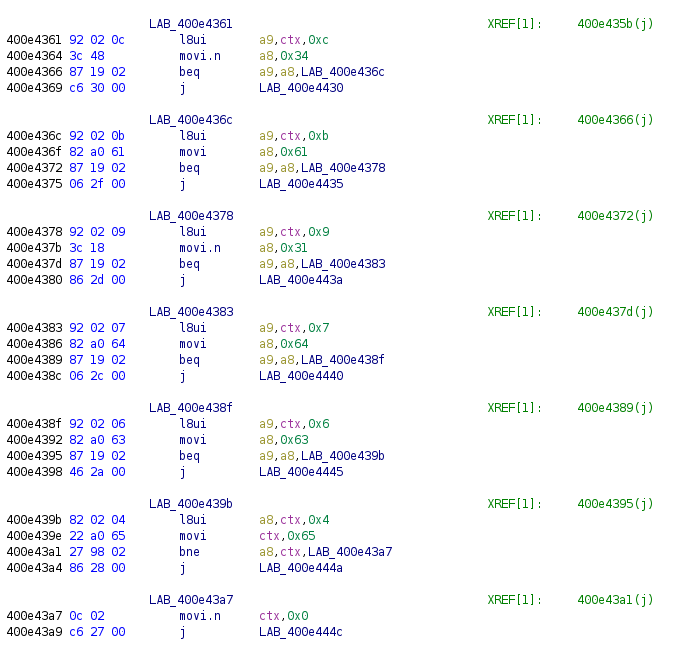 LAB_400e4361 XREF[1]: 400e435b(j)
400e4361 92 02 0c l8ui a9,ctx,0xc
400e4364 3c 48 movi.n a8,0x34
400e4366 87 19 02 beq a9,a8,LAB_400e436c
400e4369 c6 30 00 j LAB_400e4430
LAB_400e436c XREF[1]: 400e4366(j)
400e436c 92 02 0b l8ui a9,ctx,0xb
400e436f 82 a0 61 movi a8,0x61
400e4372 87 19 02 beq a9,a8,LAB_400e4378
400e4375 06 2f 00 j LAB_400e4435
LAB_400e4378 XREF[1]: 400e4372(j)
400e4378 92 02 09 l8ui a9,ctx,0x9
400e437b 3c 18 movi.n a8,0x31
400e437d 87 19 02 beq a9,a8,LAB_400e4383
400e4380 86 2d 00 j LAB_400e443a
LAB_400e4383 XREF[1]: 400e437d(j)
400e4383 92 02 07 l8ui a9,ctx,0x7
400e4386 82 a0 64 movi a8,0x64
400e4389 87 19 02 beq a9,a8,LAB_400e438f
400e438c 06 2c 00 j LAB_400e4440
LAB_400e438f XREF[1]: 400e4389(j)
400e438f 92 02 06 l8ui a9,ctx,0x6
400e4392 82 a0 63 movi a8,0x63
400e4395 87 19 02 beq a9,a8,LAB_400e439b
400e4398 46 2a 00 j LAB_400e4445
LAB_400e439b XREF[1]: 400e4395(j)
400e439b 82 02 04 l8ui a8,ctx,0x4
400e439e 22 a0 65 movi ctx,0x65
400e43a1 27 98 02 bne a8,ctx,LAB_400e43a7
400e43a4 86 28 00 j LAB_400e444a
LAB_400e43a7 XREF[1]: 400e43a1(j)
400e43a7 0c 02 movi.n ctx,0x0
400e43a9 c6 27 00 j LAB_400e444c